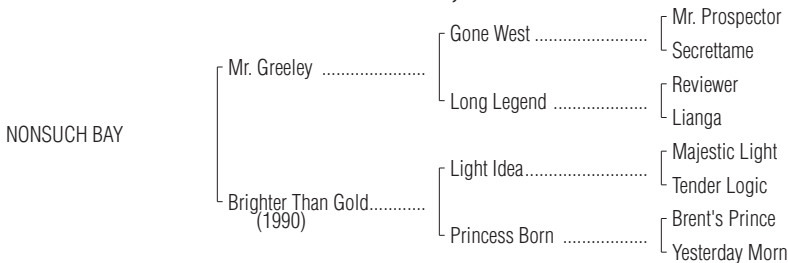 Mr. Prospector
Gone West ........................
Secrettame
Mr. Greeley ......................
Reviewer
Long Legend ....................
Lianga
NONSUCH BAY
Majestic Light
Light Idea..........................
Tender Logic
Brighter Than Gold............
(1990)
Brent's Prince
Princess Born ..................
Yesterday Morn